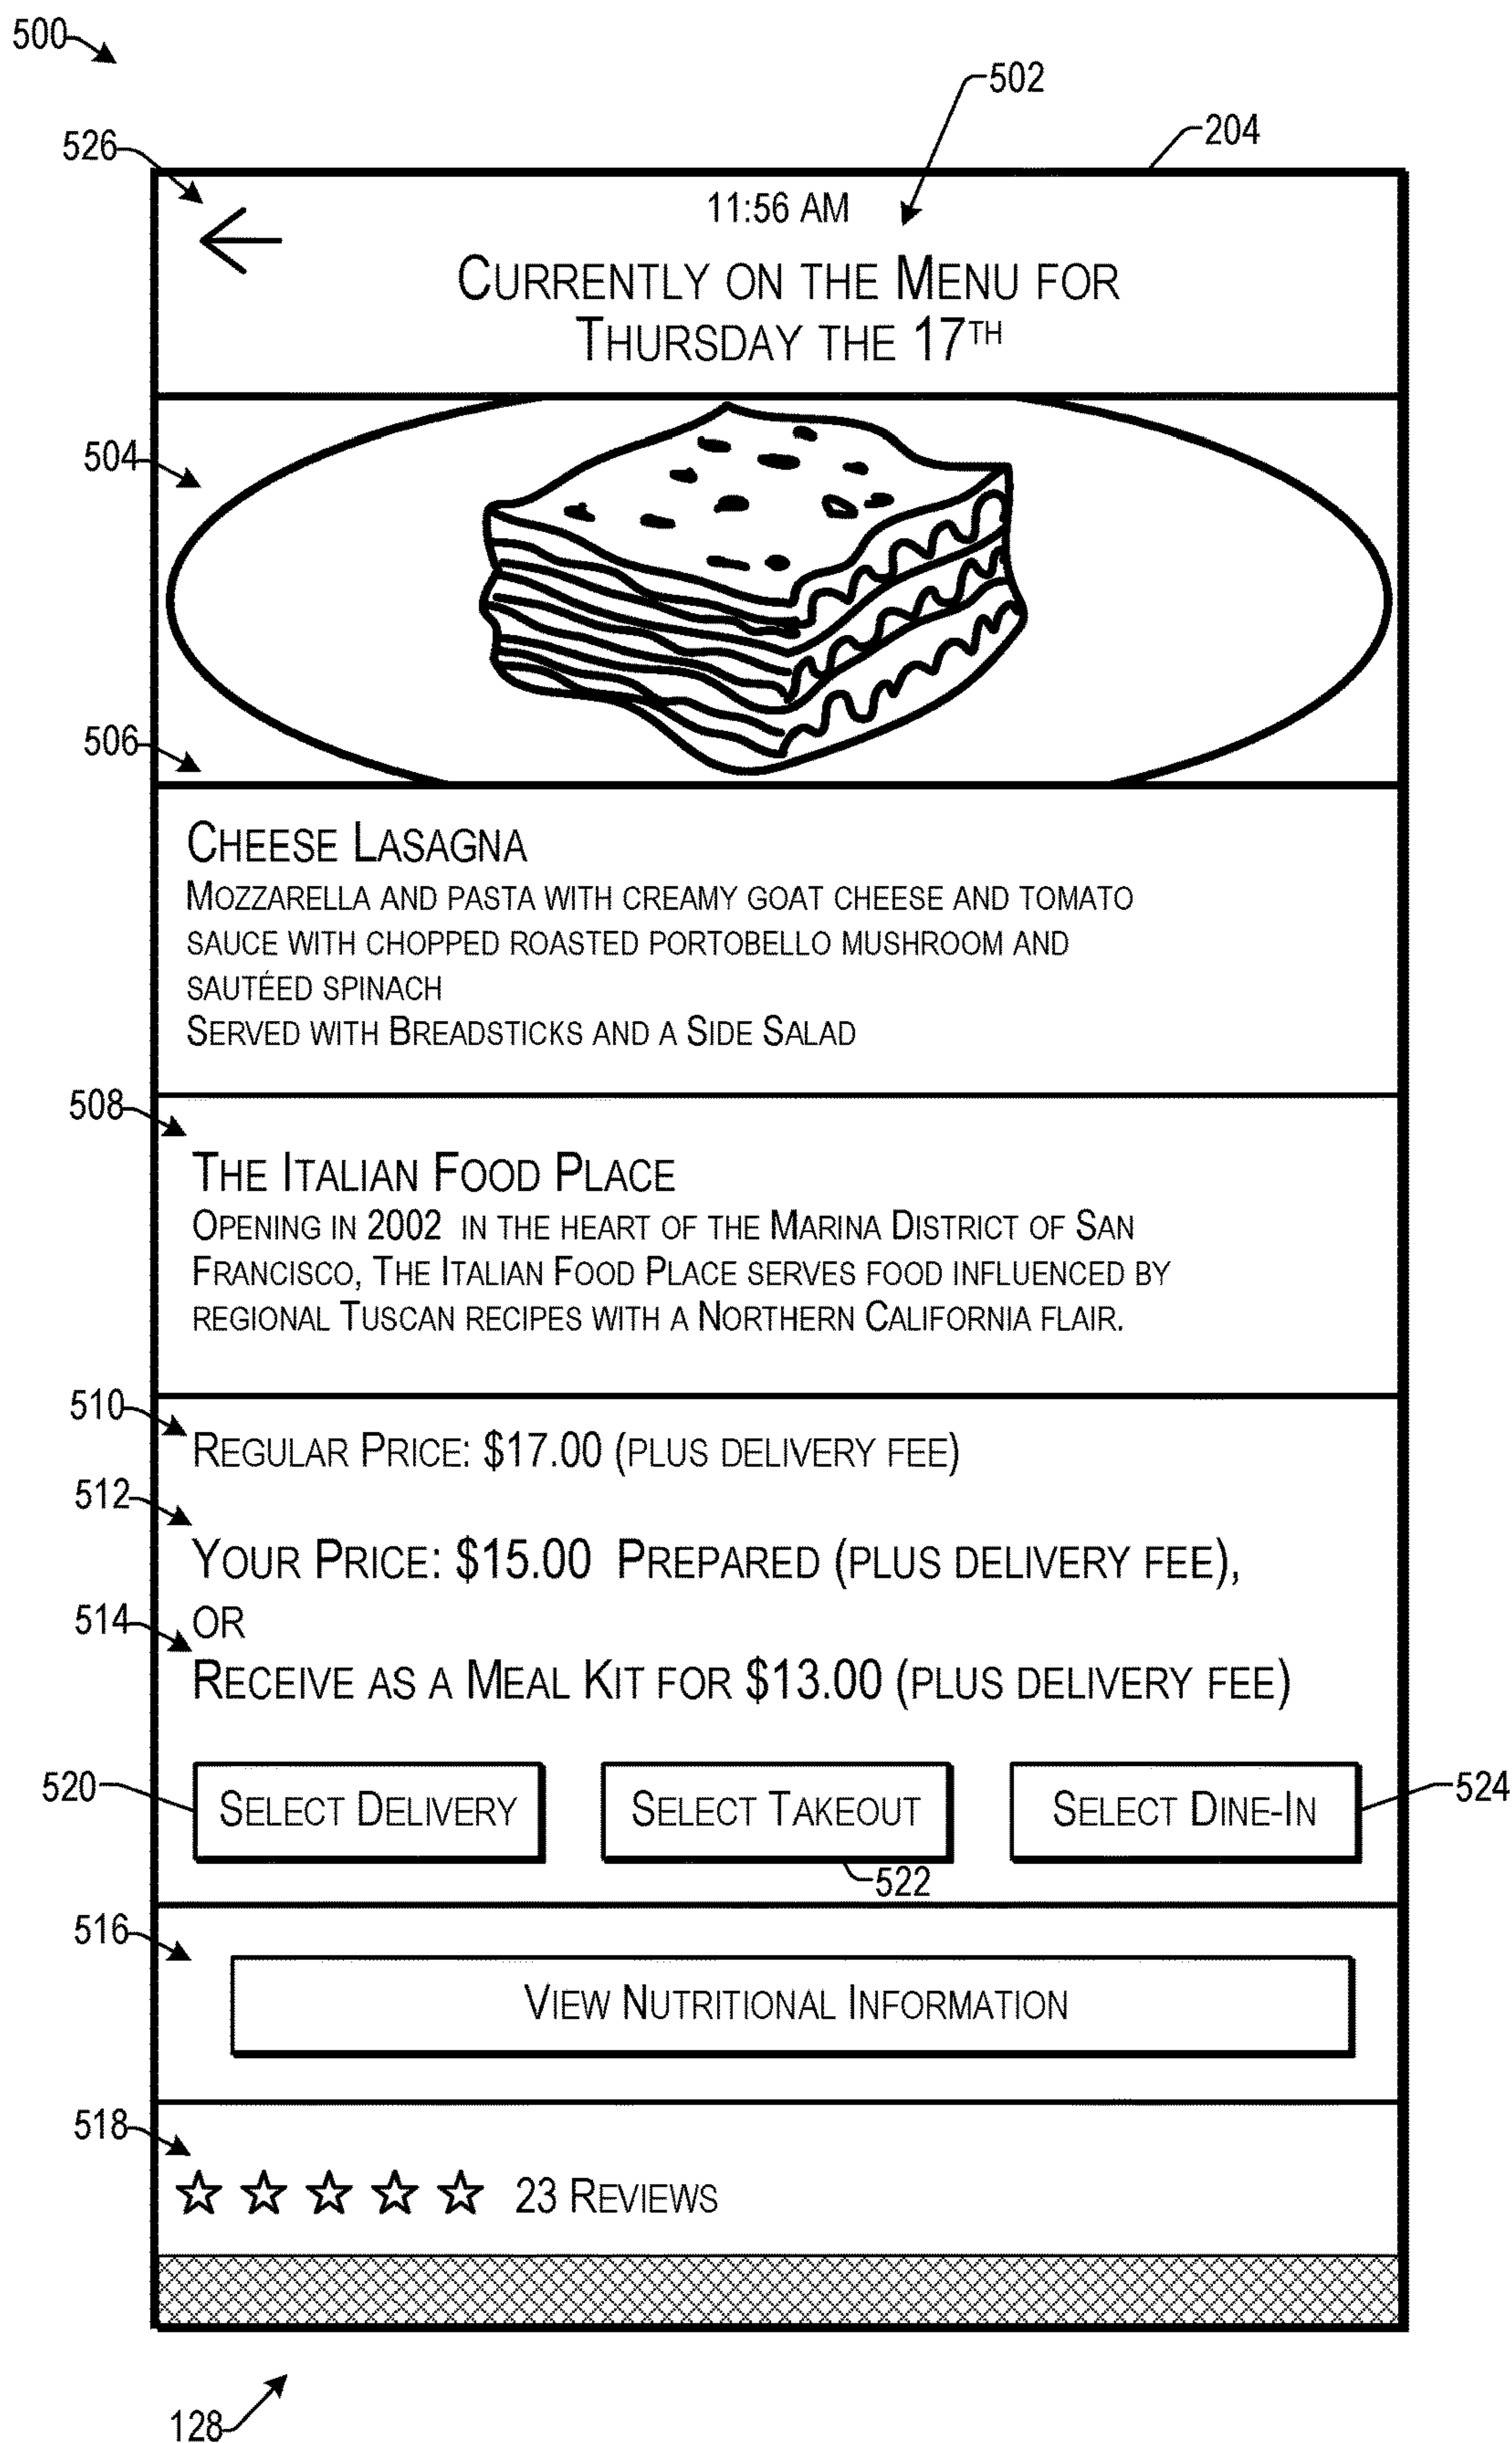 500
502
204
526
11:56 AM
CURRENTLY ON THE MENU FOR
THURSDAY THE 17TH
504
506
CHEESE LASAGNA
MOZZARELLA AND PASTA WITH CREAMY GOAT CHEESE AND TOMATO
SAUCE WITH CHOPPED ROASTED PORTOBELLO MUSHROOM AND
SAUTÉED SPINACH
SERVED WITH BREADSTICKS AND A SIDE SALAD
508
THE ITALIAN FOOD PLACE
OPENING IN 2002 IN THE HEART OF THE MARINA DISTRICT OF SAN
FRANCISCO, THE ITALIAN FOOD PLACE SERVES FOOD INFLUENCED BY
REGIONAL TUSCAN RECIPES WITH A NORTHERN CALIFORNIA FLAIR.
510
REGULAR PRICE: $17.00 (PLUS DELIVERY FEE)
512
YOUR PRICE: $15.00 PREPARED (PLUS DELIVERY FEE),
514
OR
RECEIVE AS A MEAL KIT FOR $13.00 (PLUS DELIVERY FEE)
520
SELECT DELIVERY
SELECT TAKEOUT
SELECT DINE-IN
524
522
516
VIEW NUTRITIONAL INFORMATION
518
23 REVIEWS
128